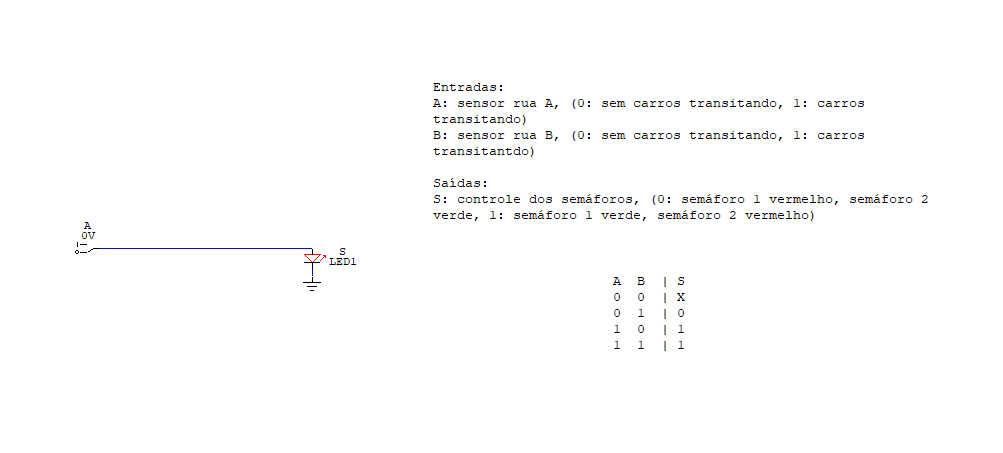 Entradas:
A: sensor rua A, (0: sem carros transitando, 1: carros
transitando)
B: sensor rua B, (0: sem carros transitando, 1: carros
transitantdo)
Saídas:
S: controle dos semáforos, (0: semáforo 1 vermelho, semáforo 2
verde, 1: semáforo 1 verde, semáforo 2 vermelho)
A
0V
S
LED1
A B | S
0 0 | X
0 1 | 0
1 0 | 1
1 1 | 1